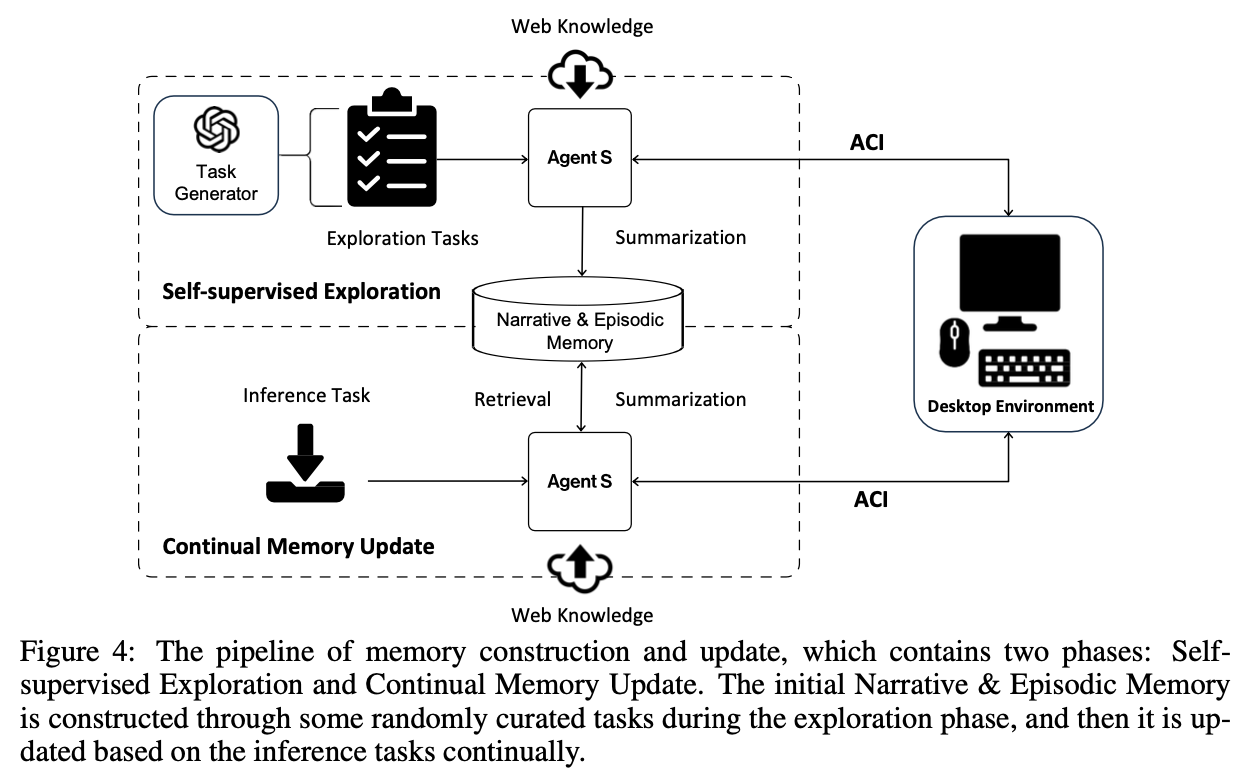 Web Knowledge
Task
Generator
Agent S
ACI
Exploration Tasks
Summarization
Self-supervised Exploration
Narrative & Episodic
Memory
Inference Task
Retrieval
Summarization
Desktop Environment
Agent S
ACI
Continual Memory Update
Web Knowledge
Figure 4: The pipeline of memory construction and update, which contains two phases: Self-
supervised Exploration and Continual Memory Update. The initial Narrative & Episodic Memory
is constructed through some randomly curated tasks during the exploration phase, and then it is up-
dated based on the inference tasks continually.